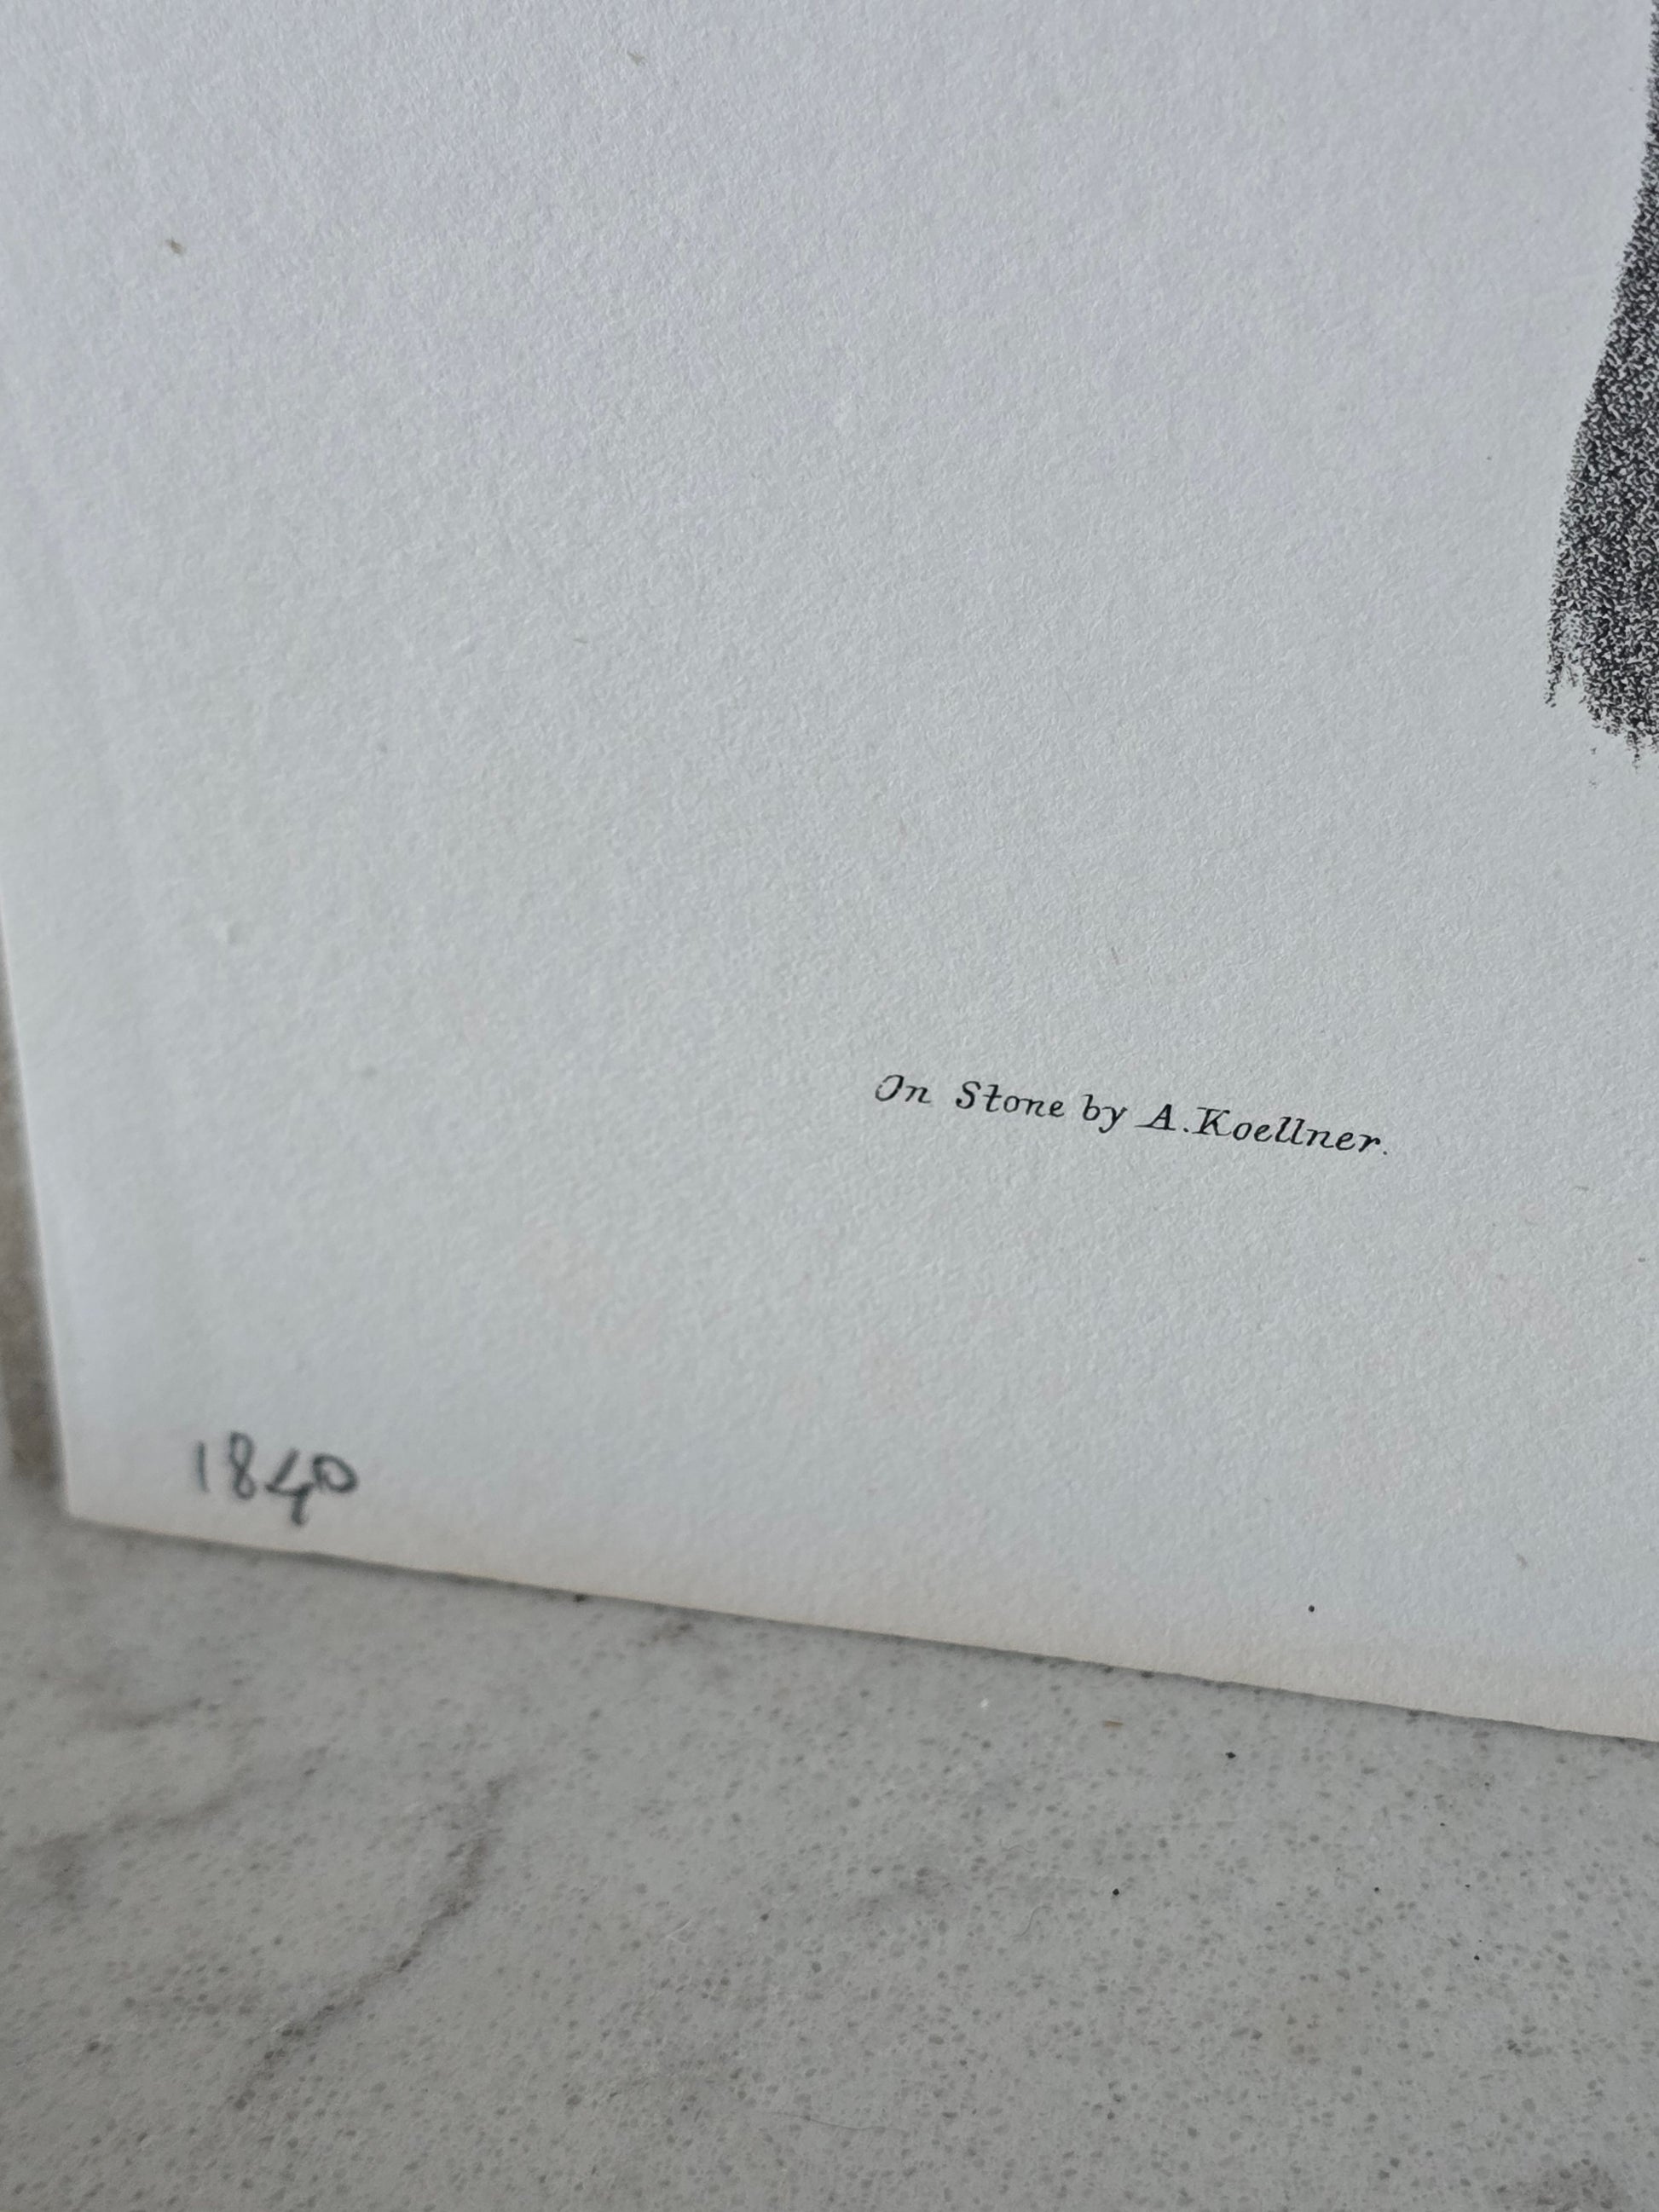 On Stone by A. Koellner.
1840